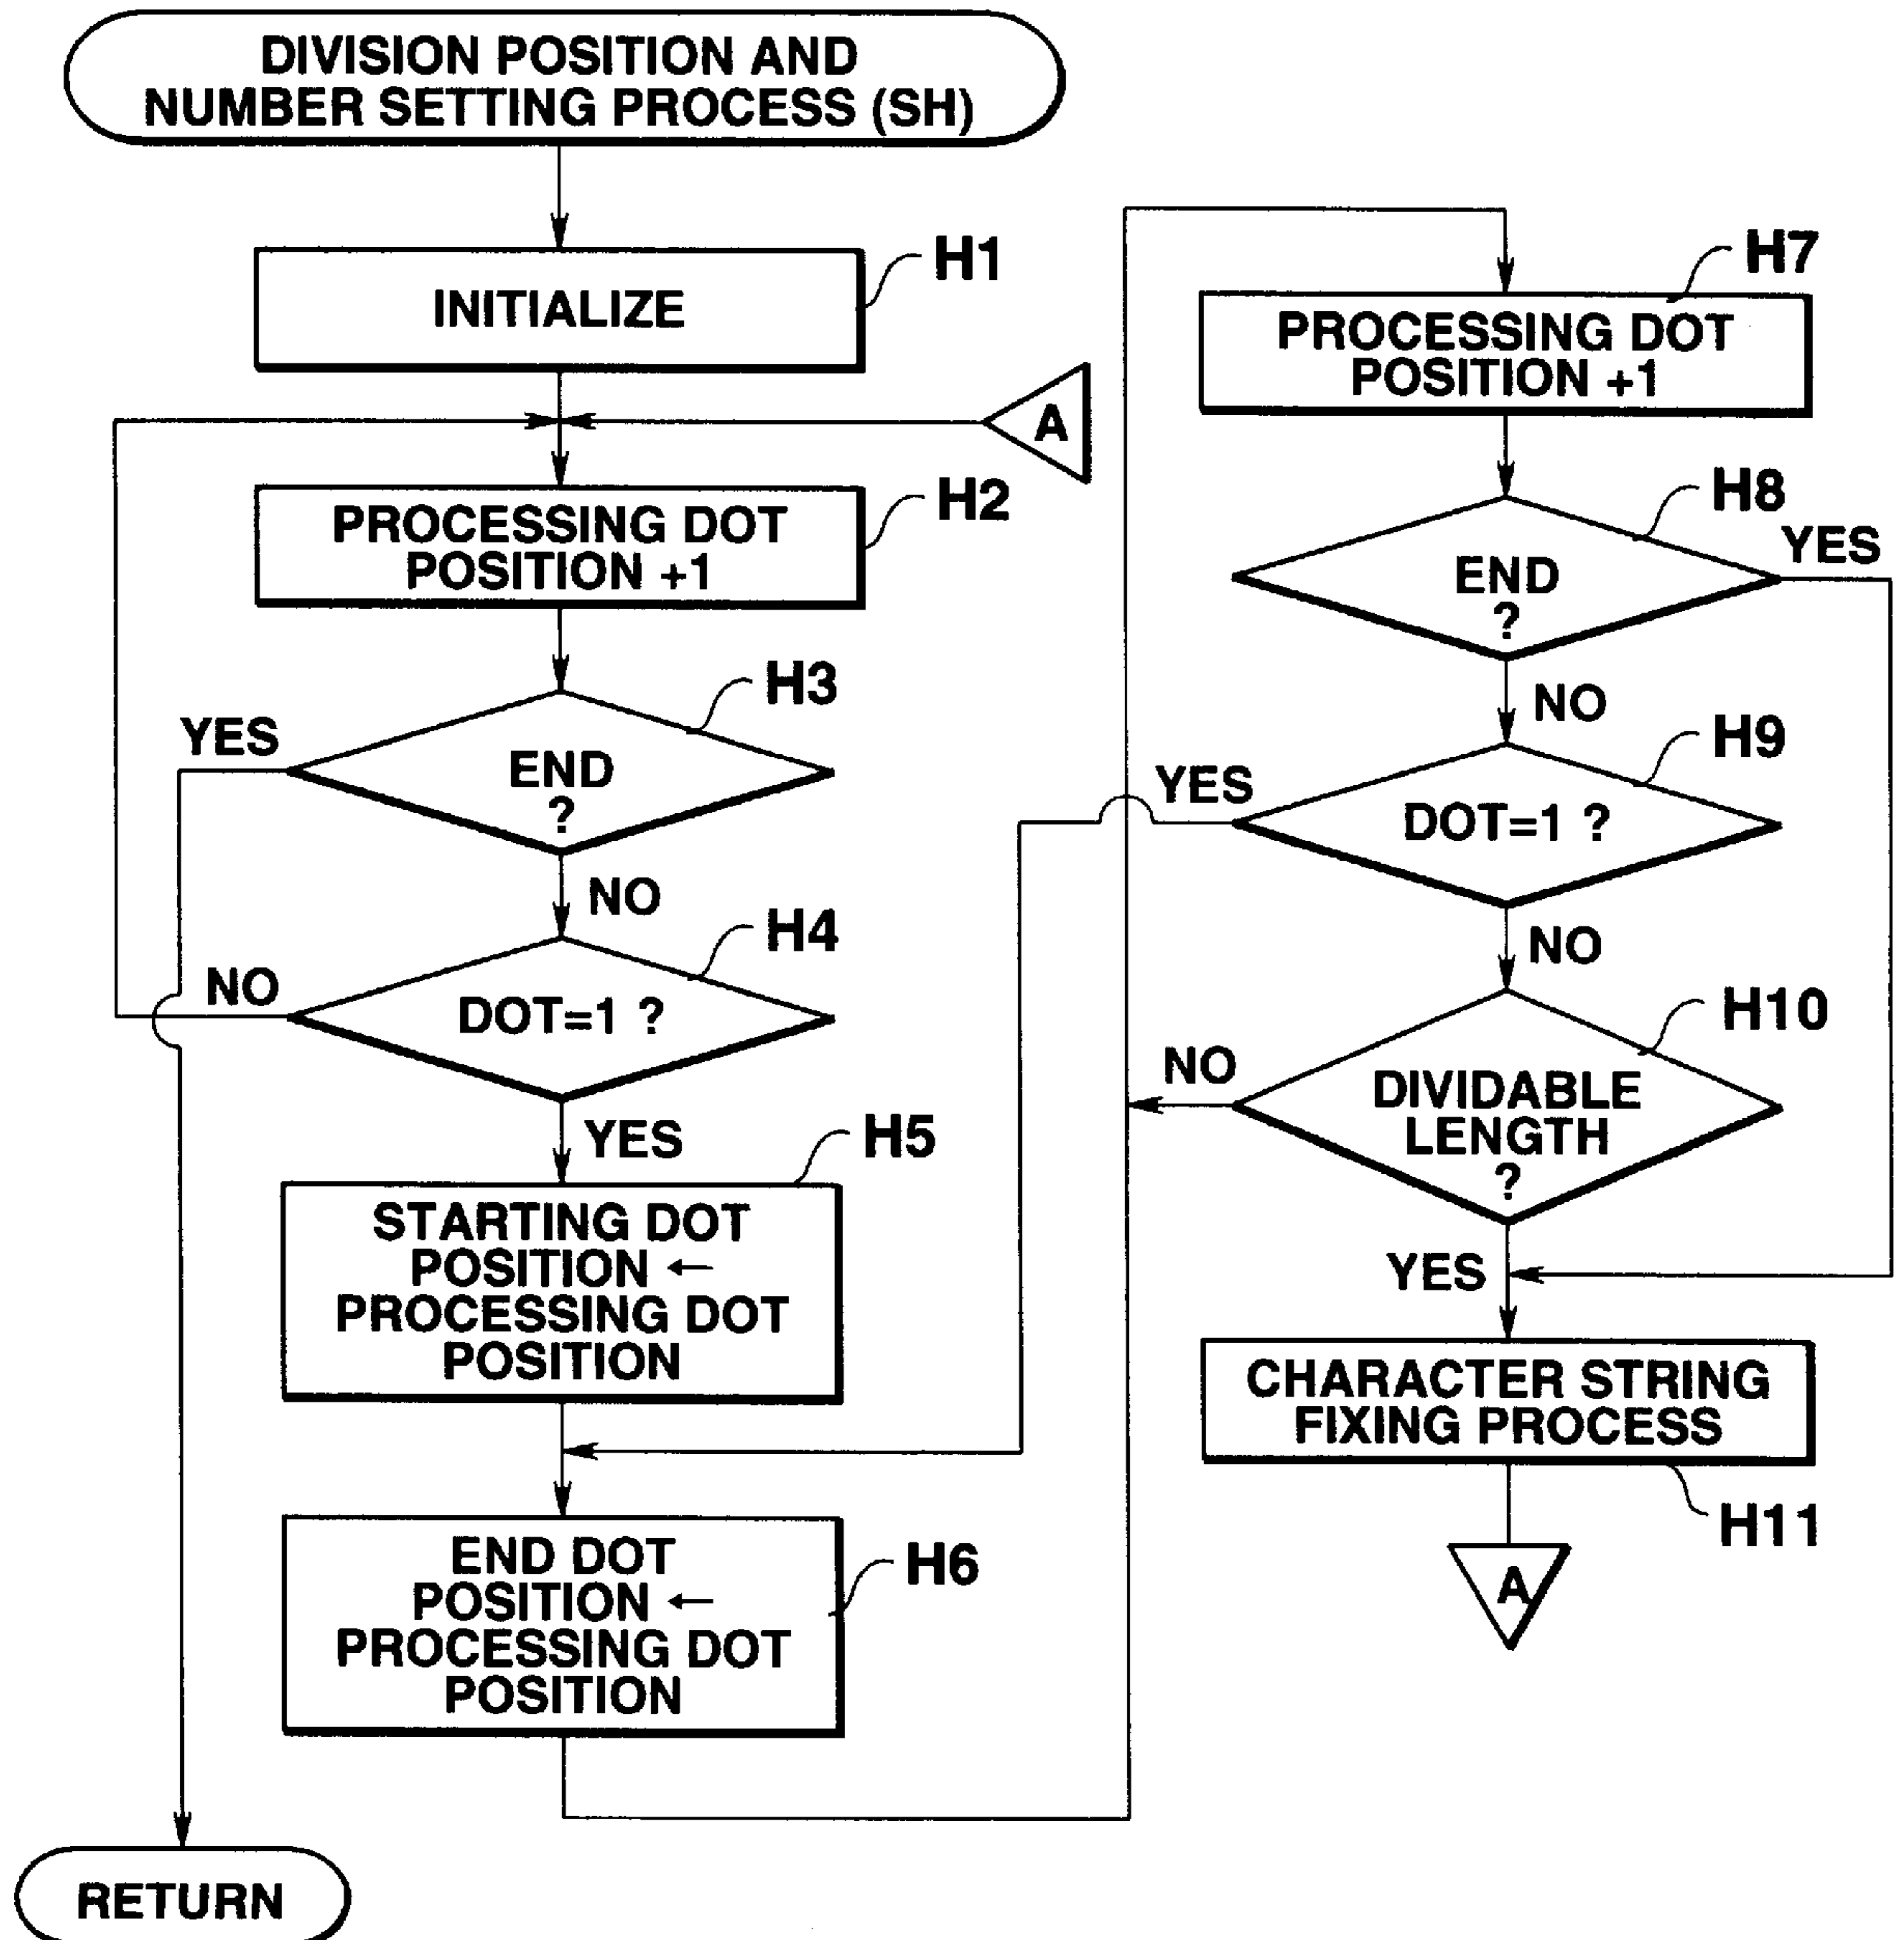 DIVISION POSITION AND
NUMBER SETTING PROCESS (SH)
INITIALIZE
H1
A
PROCESSING DOT
POSITION +1
H2
H3
YES
END
?
NO
H4
NO
DOT=1 ?
YES
H5
STARTING DOT
POSITION ←
PROCESSING DOT
POSITION
END DOT
POSITION ←
PROCESSING DOT
POSITION
H6
RETURN
H7
PROCESSING DOT
POSITION +1
H8
YES
END
?
NO
H9
YES
DOT=1 ?
NO
H10
NO
DIVIDABLE
LENGTH
?
YES
CHARACTER STRING
FIXING PROCESS
H11
A